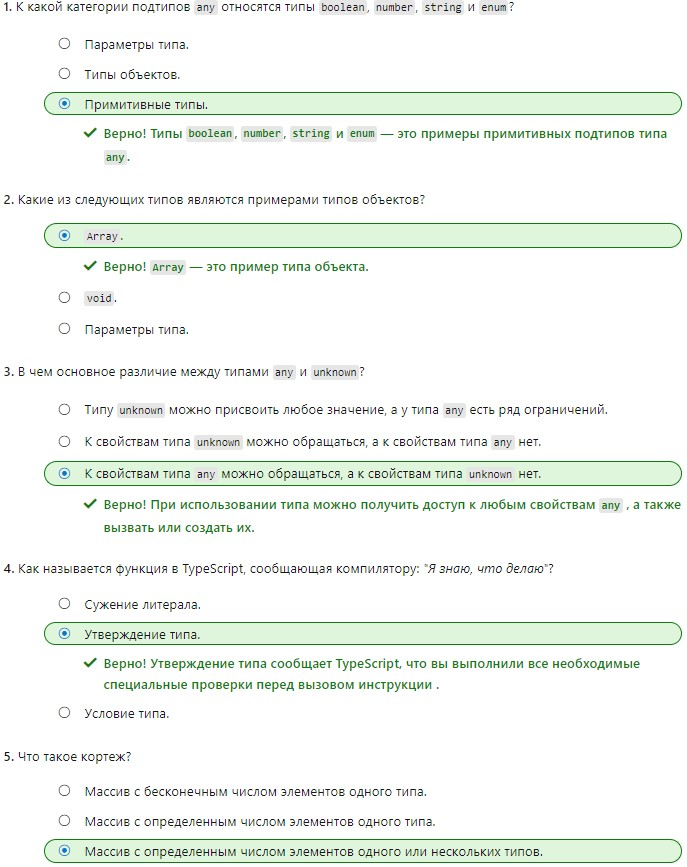 1. К какой категории подтипов any относятся типы boolean, number, string и enum?
Параметры типа.
Типы объектов.
Примитивные типы.
Верно! Типы boolean, number, string и enum — это примеры примитивных подтипов типа
any.
2. Какие из следующих типов являются примерами типов объектов?
Array.
Верно! Array — это пример типа объекта.
void.
Параметры типа.
3. В чем основное различие между типами any и unknown?
Типу unknown можно присвоить любое значение, а у типа any есть ряд ограничений.
К свойствам типа unknown можно обращаться, а к свойствам типа any нет.
К свойствам типа any можно обращаться, а к свойствам типа unknown нет.
Верно! При использовании типа можно получить доступ к любым свойствам any , а также
вызвать или создать их.
4. Как называется функция в TypeScript, сообщающая компилятору: "Я знаю, что делаю"?
Сужение литерала.
Утверждение типа.
Верно! Утверждение типа сообщает TypeScript, что вы выполнили все необходимые
специальные проверки перед вызовом инструкции .
Условие типа.
5. Что такое кортеж?
Массив с бесконечным числом элементов одного типа.
Массив с определенным числом элементов одного типа.
Массив с определенным числом элементов одного или нескольких типов.